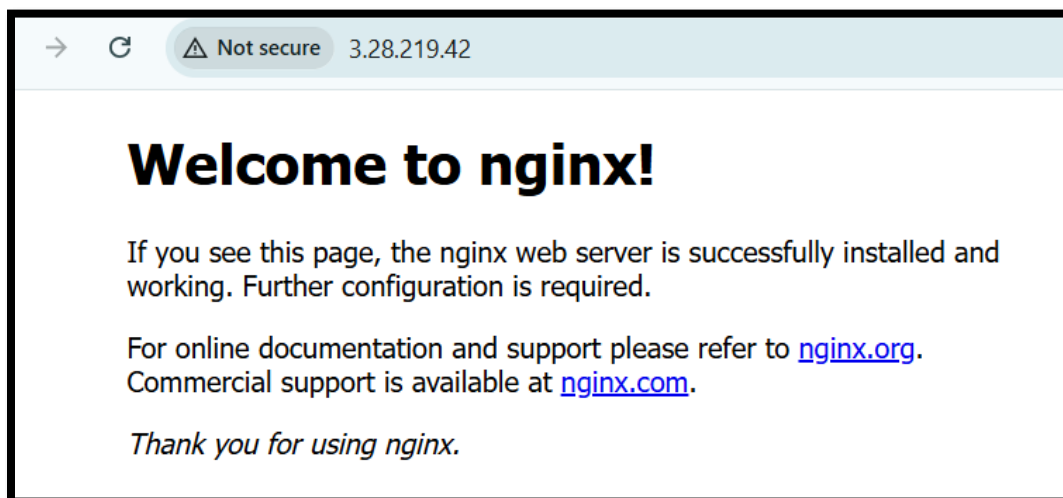 Not secure 3.28.219.42
Welcome to nginx!
If you see this page, the nginx web server is successfully installed and
working. Further configuration is required.
For online documentation and support please refer to nginx.org.
Commercial support is available at nginx.com.
Thank you for using nginx.